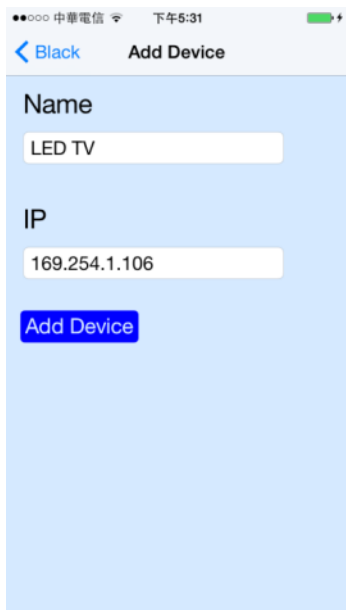 中華電信 下午5:31
Black Add Device
Name
LED TV
IP
169.254.1.106
Add Device